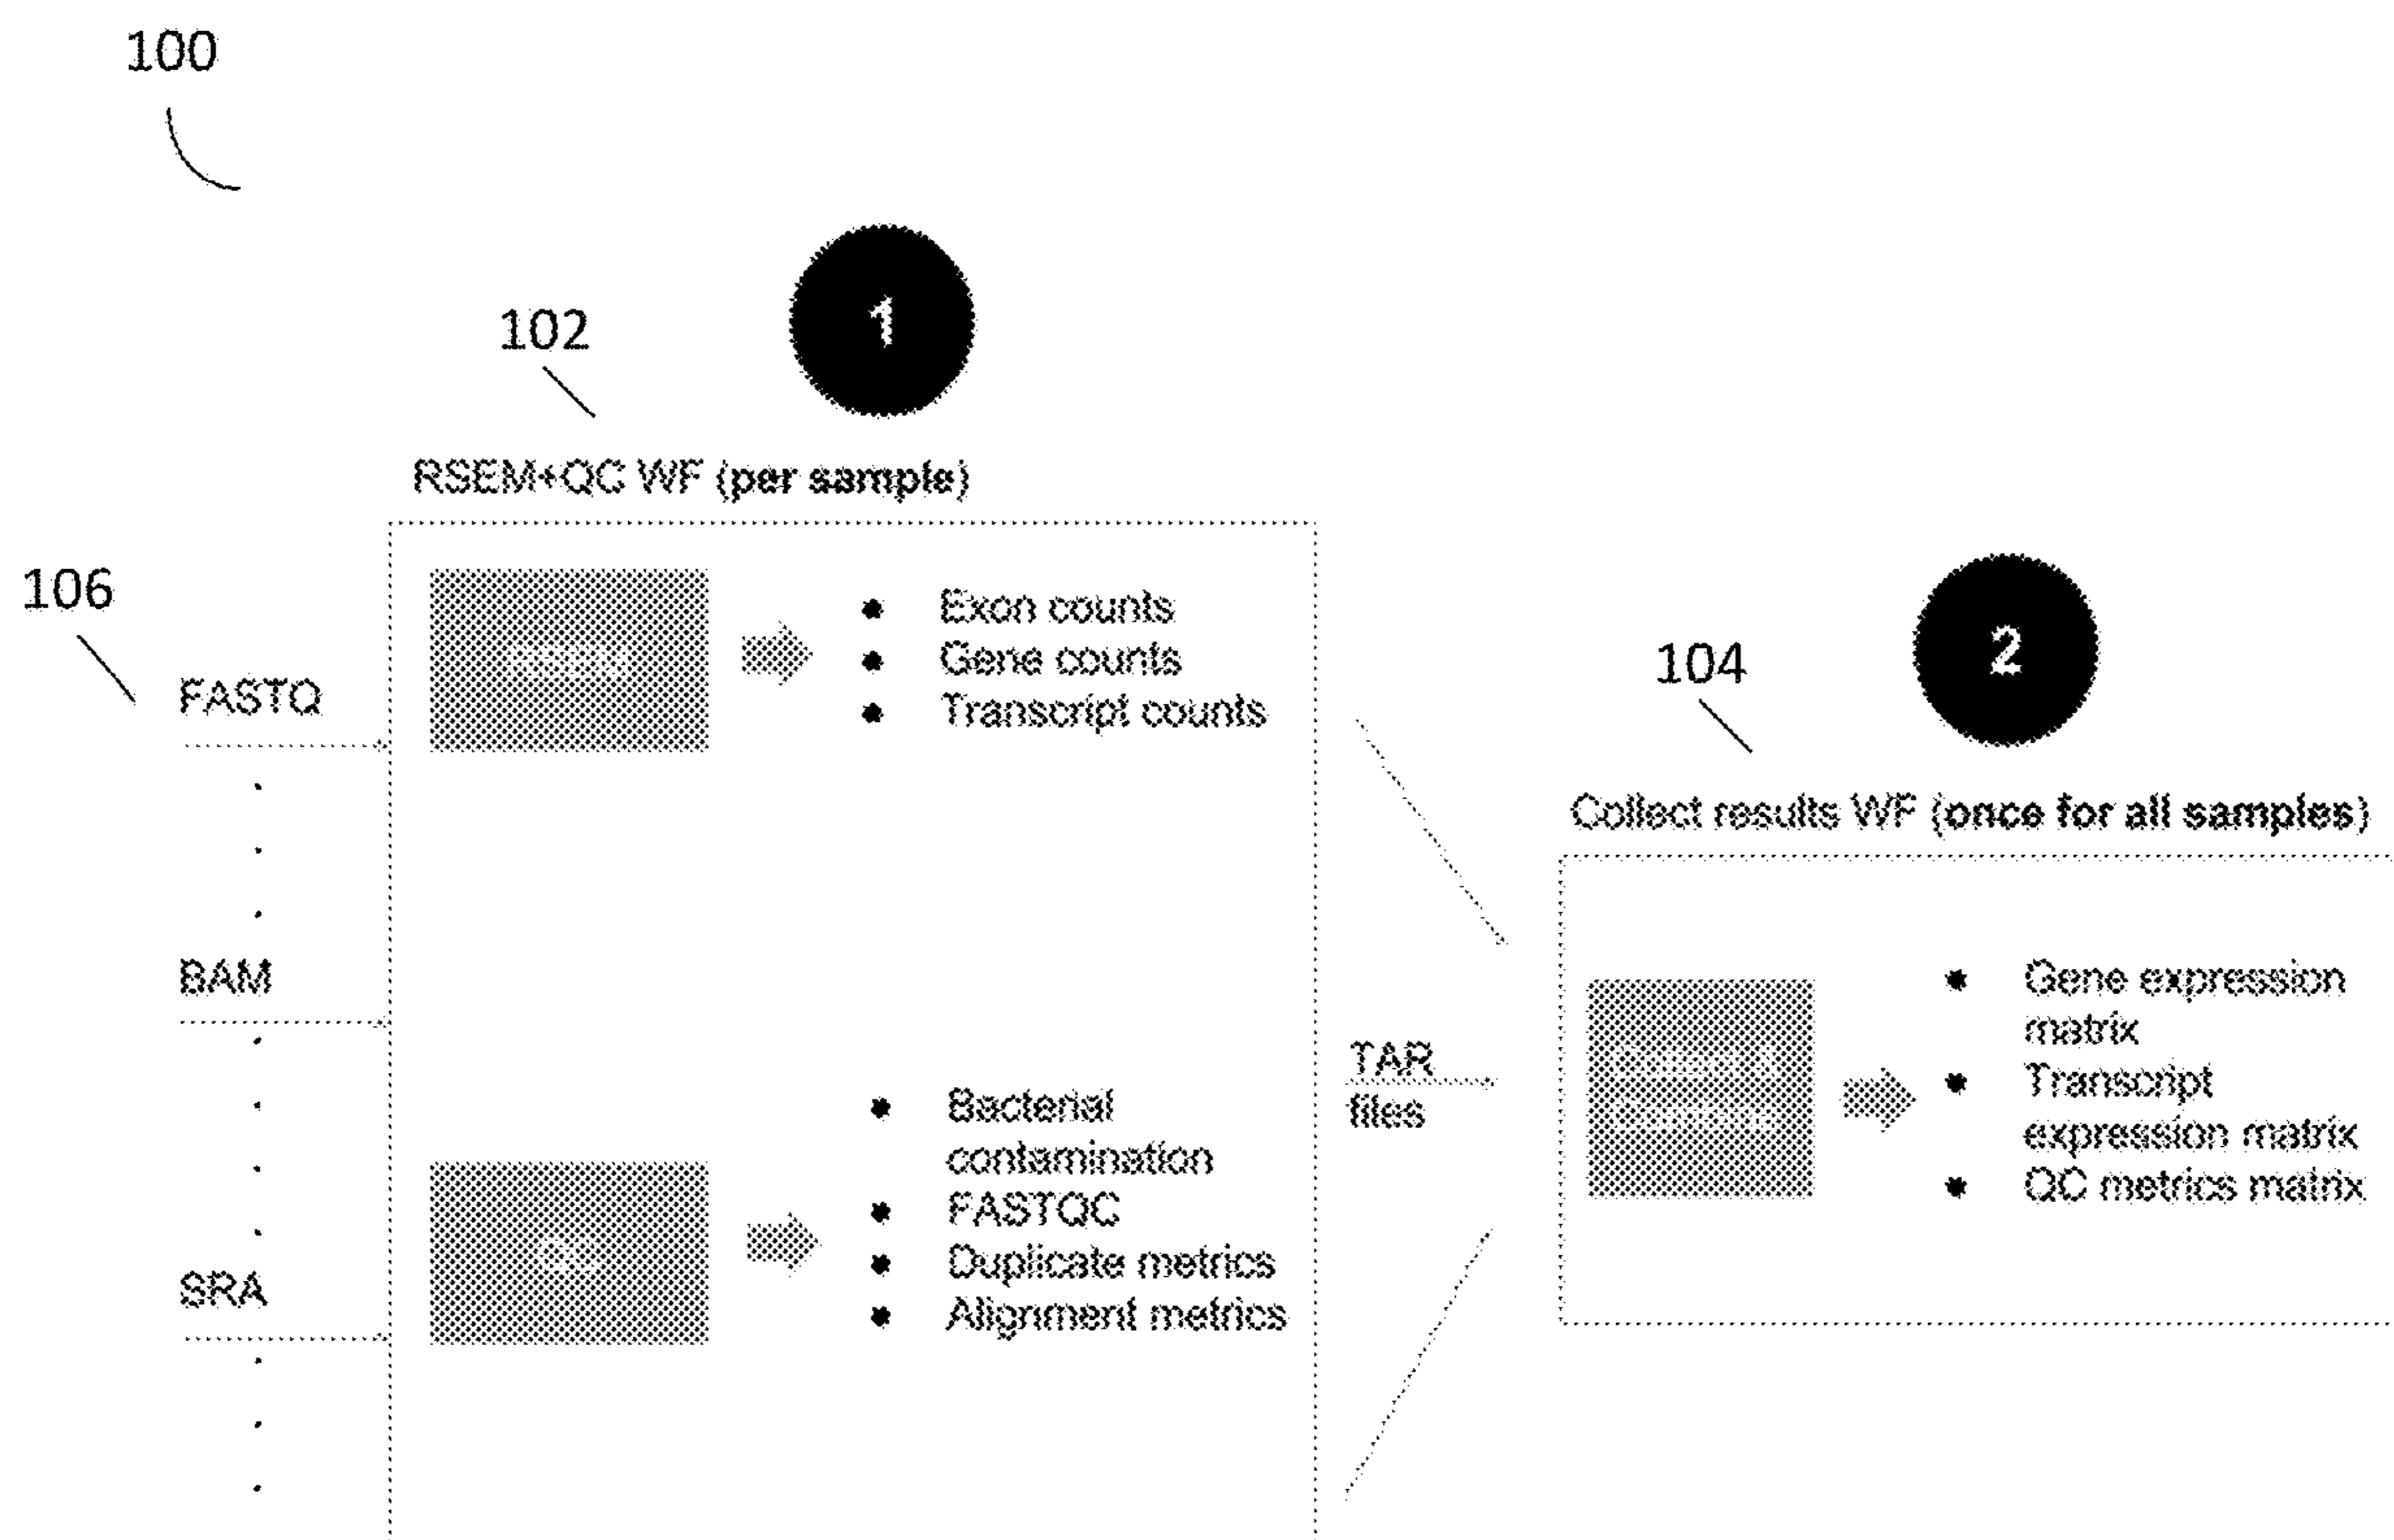 100
1
102
RSEM+QC WF (per sample)
106
Exon counts
Gene counts
Transcript counts
FASTQ
BAM
SRA
Bacterial
contamination
FASTQC
Duplicate metrics
Alignment metrics
TAR
files
2
104
Collect results WF (once for all samples)
Gene expression
matrix
Transcript
expression matrix
QC metrics matrix